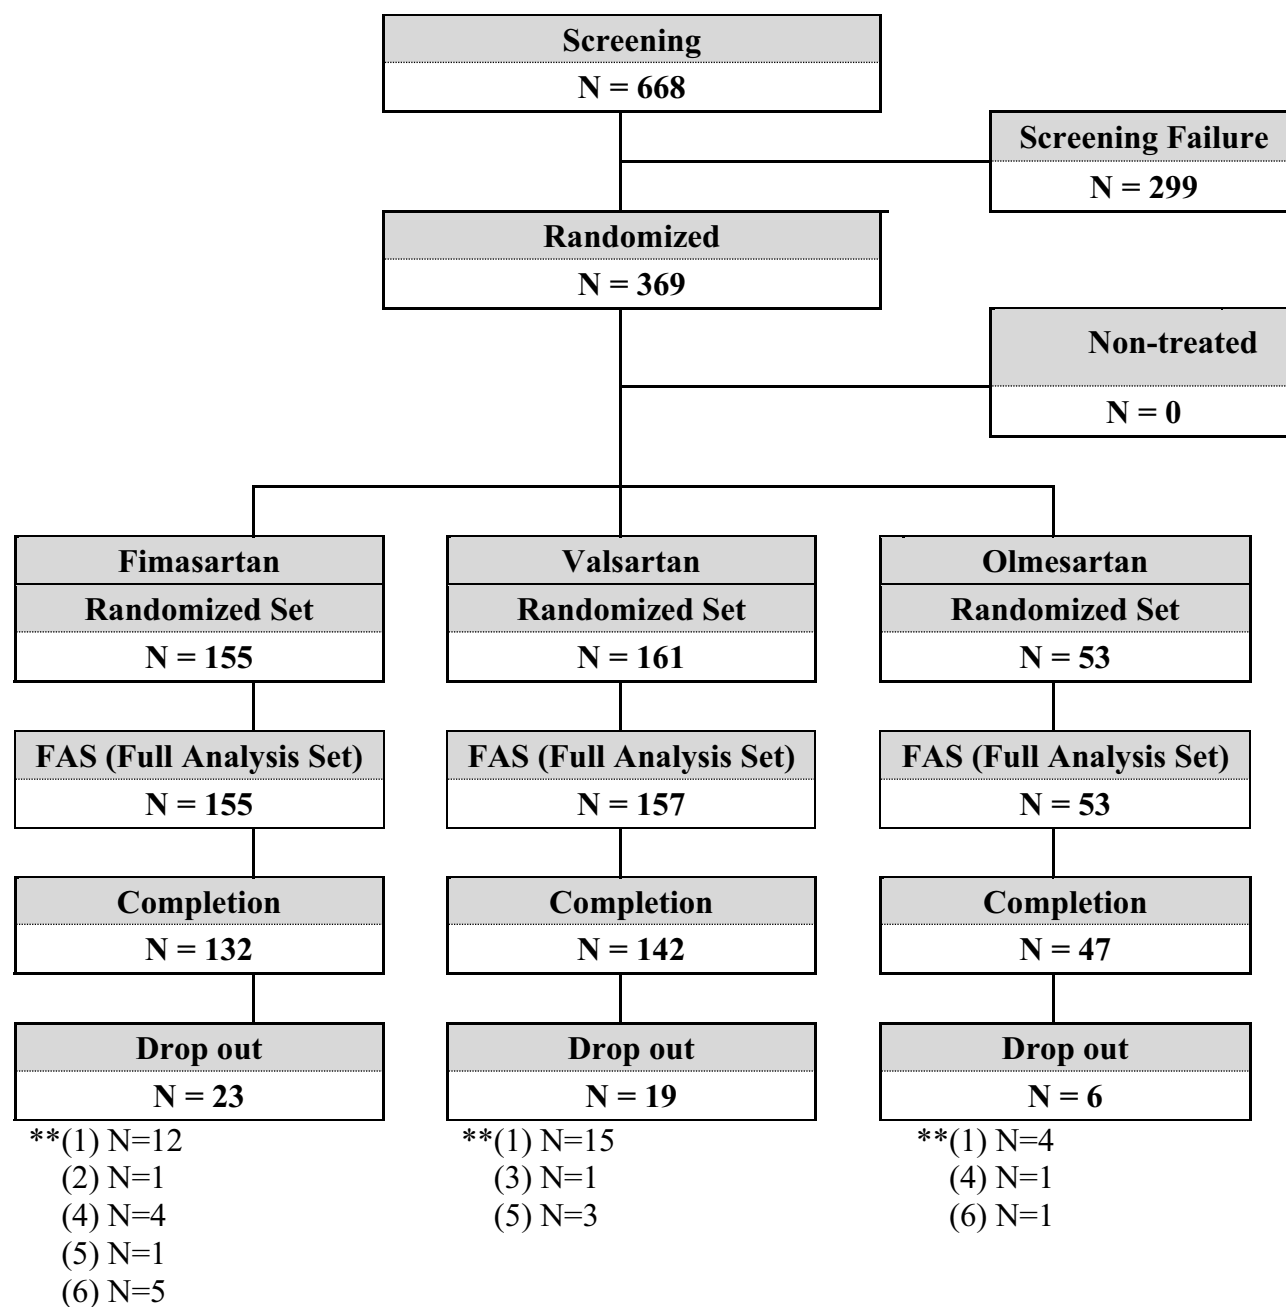 Screening
N = 668
Screening Failure
N = 299
Randomized
N = 369
Non-treated
N = 0
Fimasartan
Randomized Set
N = 155
FAS (Full Analysis Set)
N = 155
Completion
N = 132
Drop out
N = 23
**(1) N=12
(2) N=1
(4) N=4
(5) N=1
(6) N=5
Valsartan
Randomized Set
N = 161
FAS (Full Analysis Set)
N = 157
Completion
N = 142
Drop out
N = 19
**(1) N=15
(3) N=1
(5) N=3
Olmesartan
Randomized Set
N = 53
FAS (Full Analysis Set)
N = 53
Completion
N = 47
Drop out
N = 6
**(1) N=4
(4) N=1
(6) N=1